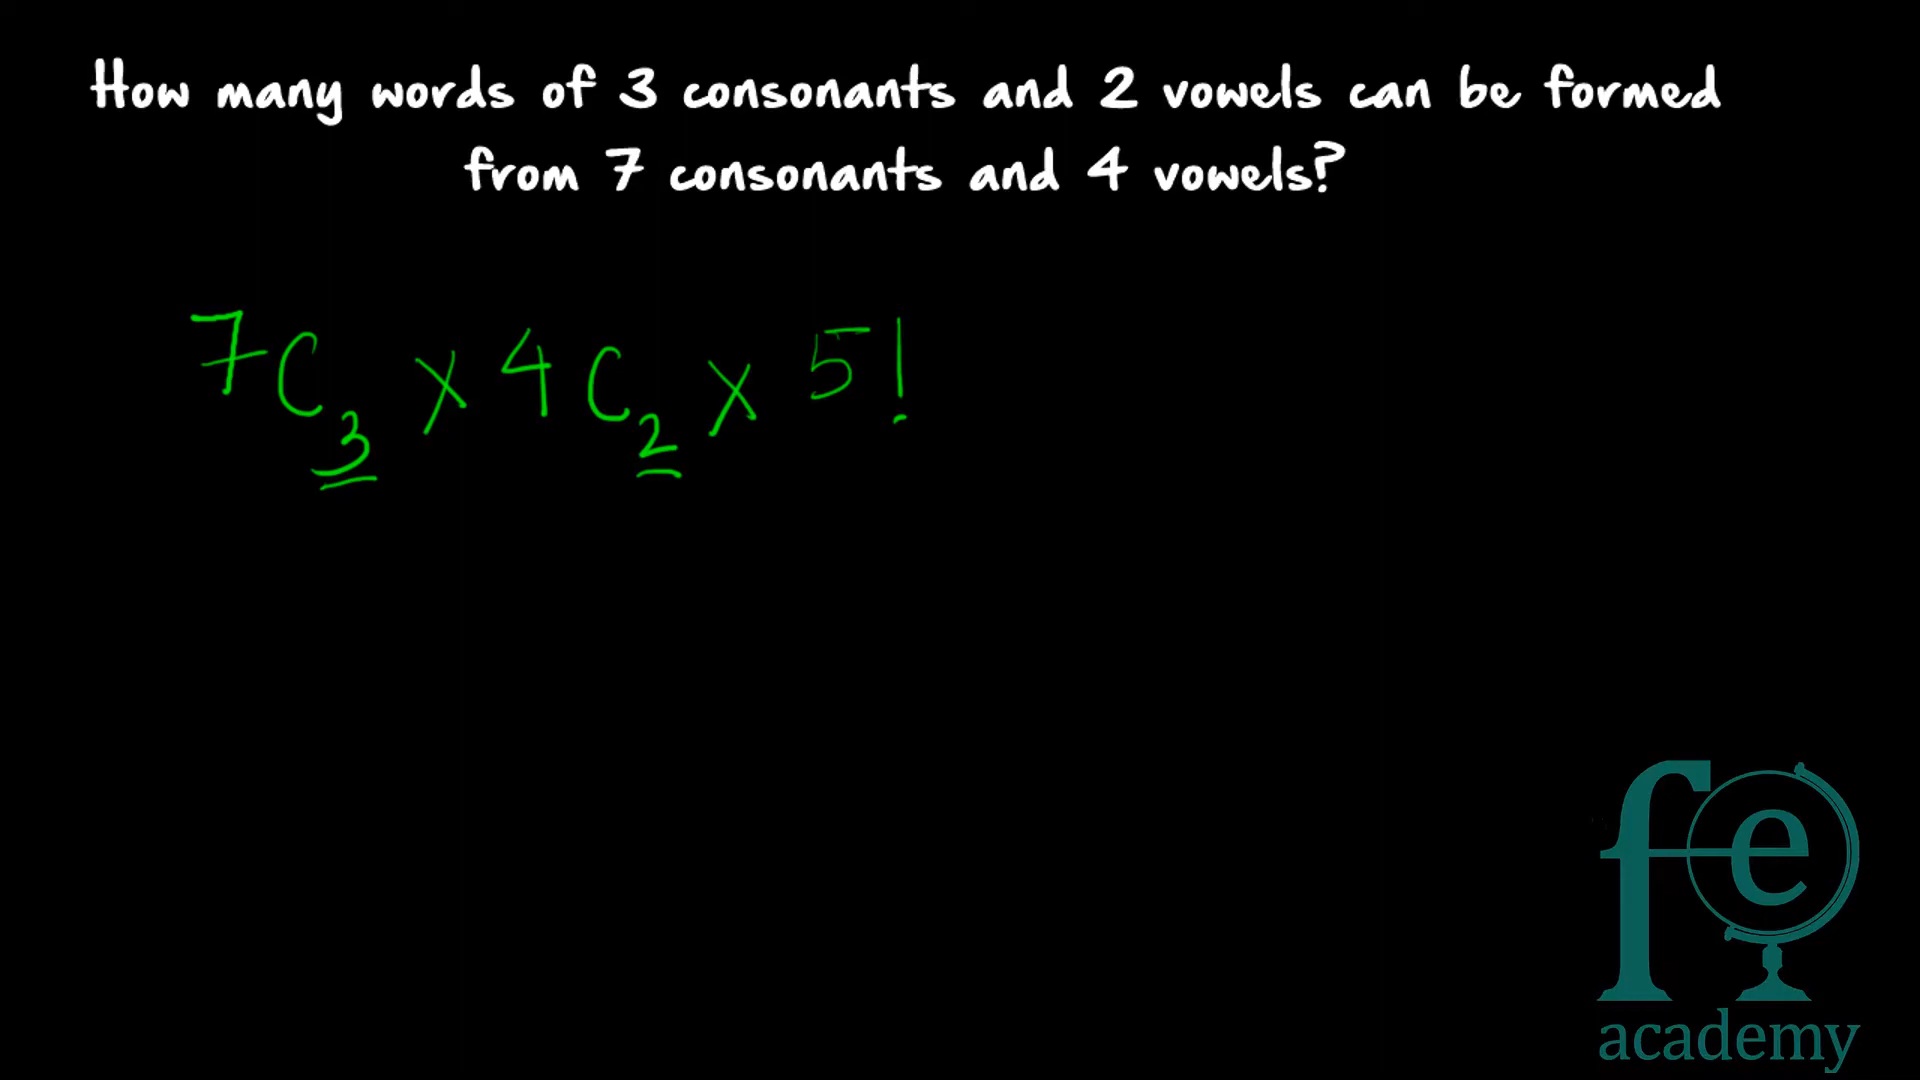 How many words of 3 consonants and 2 vowels can be formed
from 7 consonants and 4 vowels?
7C3 x 4C2 x 5!
fe
academy